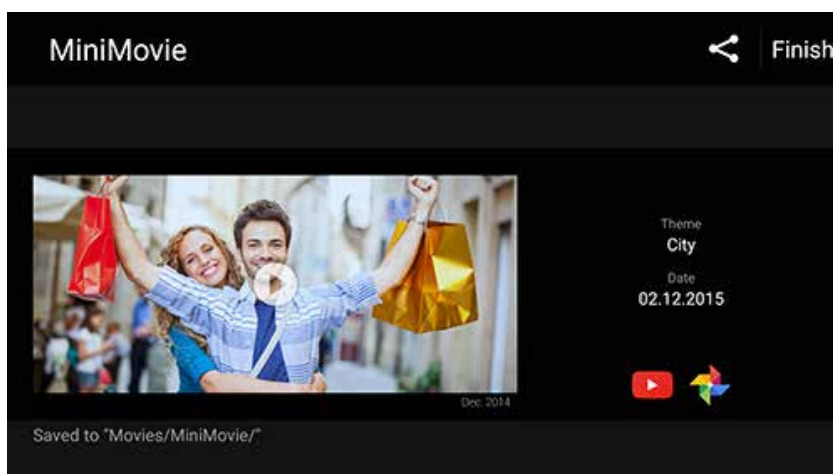 MiniMovie
Finish
Theme
City
Date
02.12.2015
Dec. 2014
Saved to "Movies/MiniMovie/"